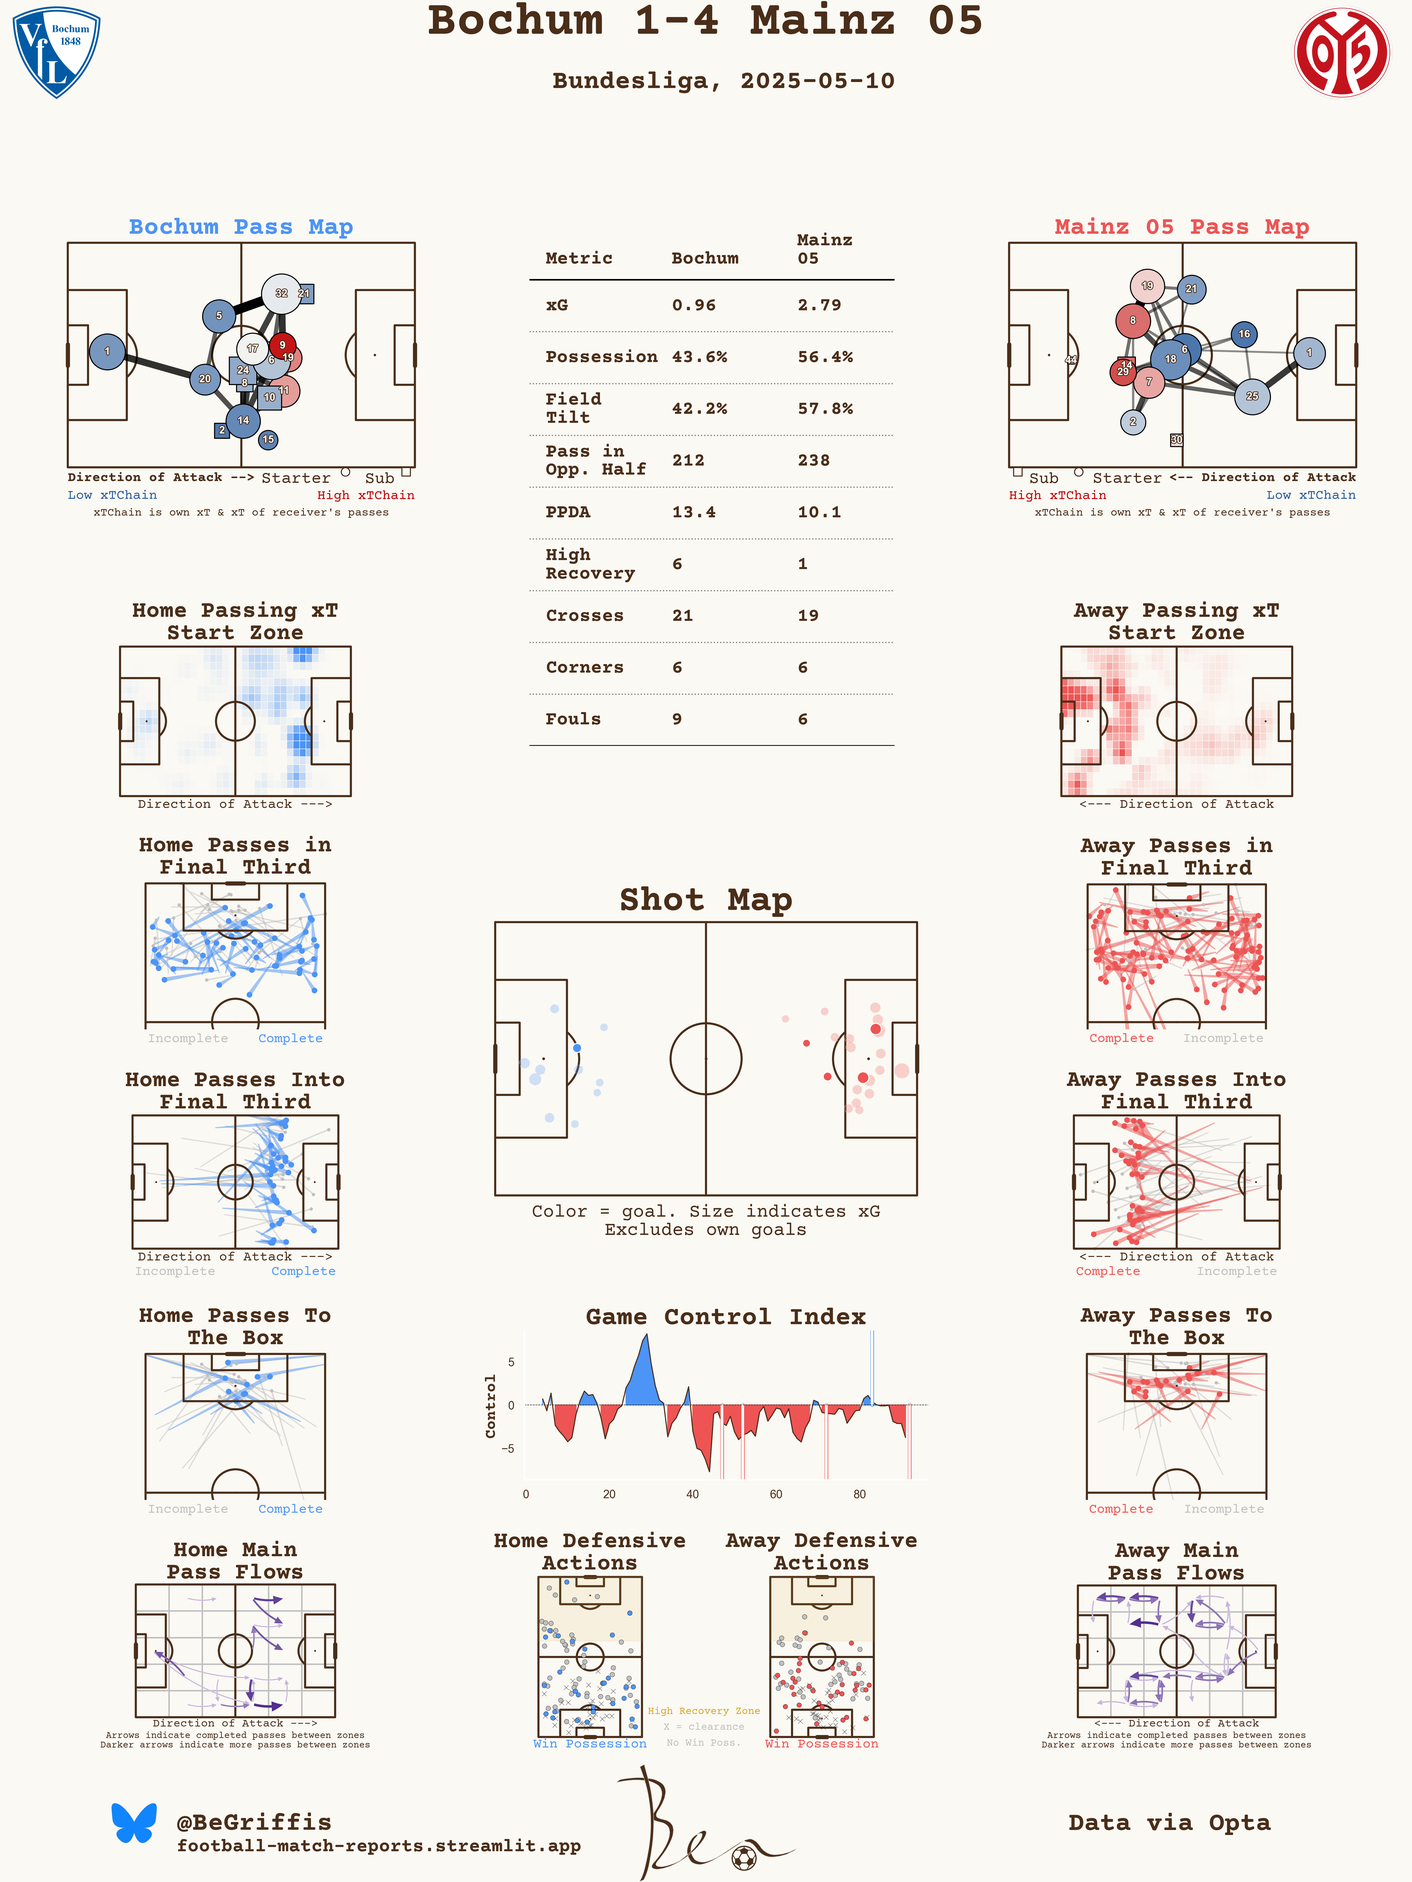 Bochum 1-4 Mainz 05
Bundesliga, 2025-05-10
Bochum
1848
VfL
05
Bochum Pass Map
1
5
20
32
21
17
9
19
6
24
8
11
10
14
2
15
Direction of Attack --> Starter Sub
Low xTChain High xTChain
xTChain is own xT & xT of receiver's passes
Metric Bochum Mainz 05
xG 0.96 2.79
Possession 43.6% 56.4%
Field Tilt 42.2% 57.8%
Pass in Opp. Half 212 238
PPDA 13.4 10.1
High Recovery 6 1
Crosses 21 19
Corners 6 6
Fouls 9 6
Mainz 05 Pass Map
19
21
8
16
6
1
18
44
14
29
7
25
2
30
Sub Starter <-- Direction of Attack
High xTChain Low xTChain
xTChain is own xT & xT of receiver's passes
Home Passing xT
Start Zone
Direction of Attack --->
Away Passing xT
Start Zone
<--- Direction of Attack
Home Passes in
Final Third
Incomplete Complete
Away Passes in
Final Third
Complete Incomplete
Shot Map
Color = goal. Size indicates xG
Excludes own goals
Home Passes Into
Final Third
Direction of Attack --->
Incomplete Complete
Away Passes Into
Final Third
<--- Direction of Attack
Complete Incomplete
Home Passes To
The Box
Incomplete Complete
Game Control Index
Control
5
0
−5
0 20 40 60 80
Away Passes To
The Box
Complete Incomplete
Home Main
Pass Flows
Direction of Attack --->
Arrows indicate completed passes between zones
Darker arrows indicate more passes between zones
Home Defensive
Actions
Win Possession
Away Defensive
Actions
Win Possession
High Recovery Zone
X = clearance
No Win Poss.
Away Main
Pass Flows
<--- Direction of Attack
Arrows indicate completed passes between zones
Darker arrows indicate more passes between zones
@BeGriffis
football-match-reports.streamlit.app
Ben
Data via Opta